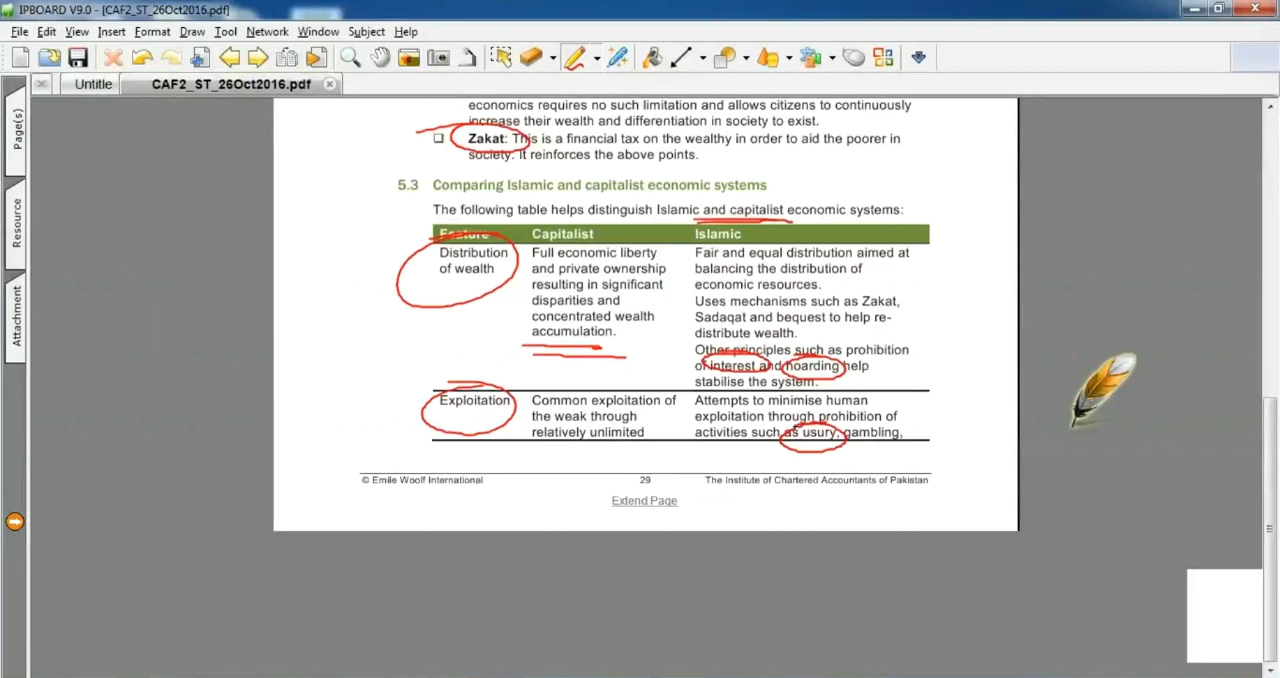 IPBOARD V9.0 - [CAF2_ST_26Oct2016.pdf]
File Edit View Insert Format Draw Tool Network Window Subject Help
Untitled
CAF2_ST_26Oct2016.pdf
Page(s)
Resource
Attachment
economics requires no such limitation and allows citizens to continuously
increase their wealth and differentiation in society to exist.
Zakat: This is a financial tax on the wealthy in order to aid the poorer in
society. It reinforces the above points.
5.3 Comparing Islamic and capitalist economic systems
The following table helps distinguish Islamic and capitalist economic systems:
Feature Capitalist Islamic
Distribution
of wealth
Full economic liberty
and private ownership
resulting in significant
disparities and
concentrated wealth
accumulation.
Fair and equal distribution aimed at
balancing the distribution of
economic resources.
Uses mechanisms such as Zakat,
Sadaqat and bequest to help re-
distribute wealth.
Other principles such as prohibition
of interest and hoarding help
stabilise the system.
Exploitation
Common exploitation of
the weak through
relatively unlimited
Attempts to minimise human
exploitation through prohibition of
activities such as usury, gambling,
© Emile Woolf International 29 The Institute of Chartered Accountants of Pakistan
Extend Page